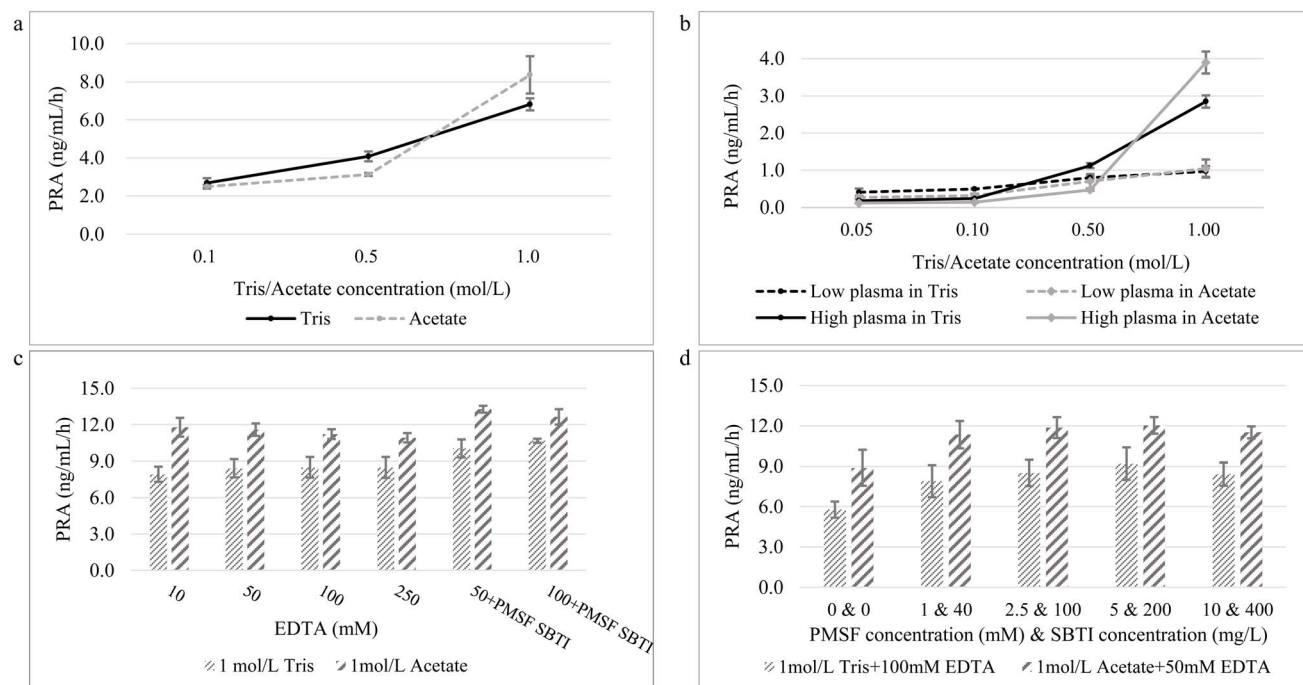 a
10.0
8.0
6.0
4.0
2.0
0.0
PRA (ng/mL/h)
0.1 0.5 1.0
Tris/Acetate concentration (mol/L)
Tris Acetate
b
4.0
3.0
2.0
1.0
0.0
PRA (ng/mL/h)
0.05 0.10 0.50 1.00
Tris/Acetate concentration (mol/L)
Low plasma in Tris Low plasma in Acetate
High plasma in Tris High plasma in Acetate
c
15.0
12.0
9.0
6.0
3.0
0.0
PRA (ng/mL/h)
10 50 100 250 50+PMSF SBTI 100+PMSF SBTI
EDTA (mM)
1 mol/L Tris 1mol/L Acetate
d
15.0
12.0
9.0
6.0
3.0
0.0
PRA (ng/mL/h)
0 & 0 1 & 40 2.5 & 100 5 & 200 10 & 400
PMSF concentration (mM) & SBTI concentration (mg/L)
1mol/L Tris+100mM EDTA 1mol/L Acetate+50mM EDTA